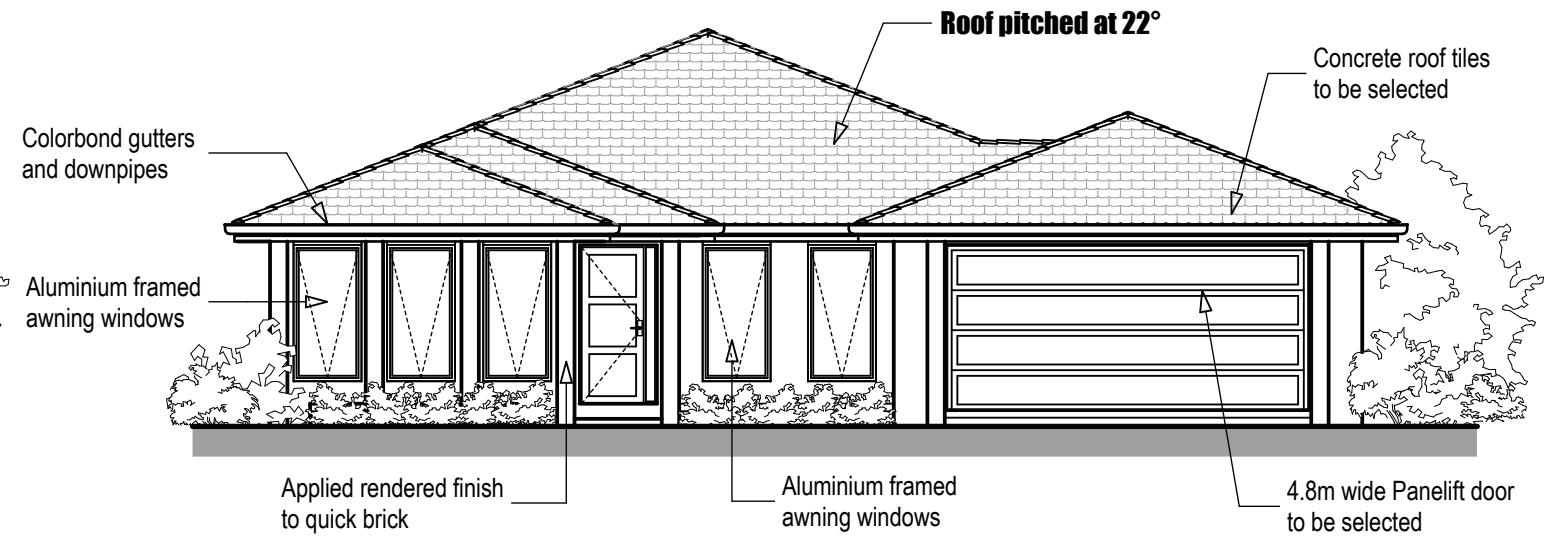 Roof pitched at 22°
Concrete roof tiles
to be selected
Colorbond gutters
and downpipes
Aluminium framed
awning windows
Applied rendered finish
to quick brick
Aluminium framed
awning windows
4.8m wide Panelift door
to be selected